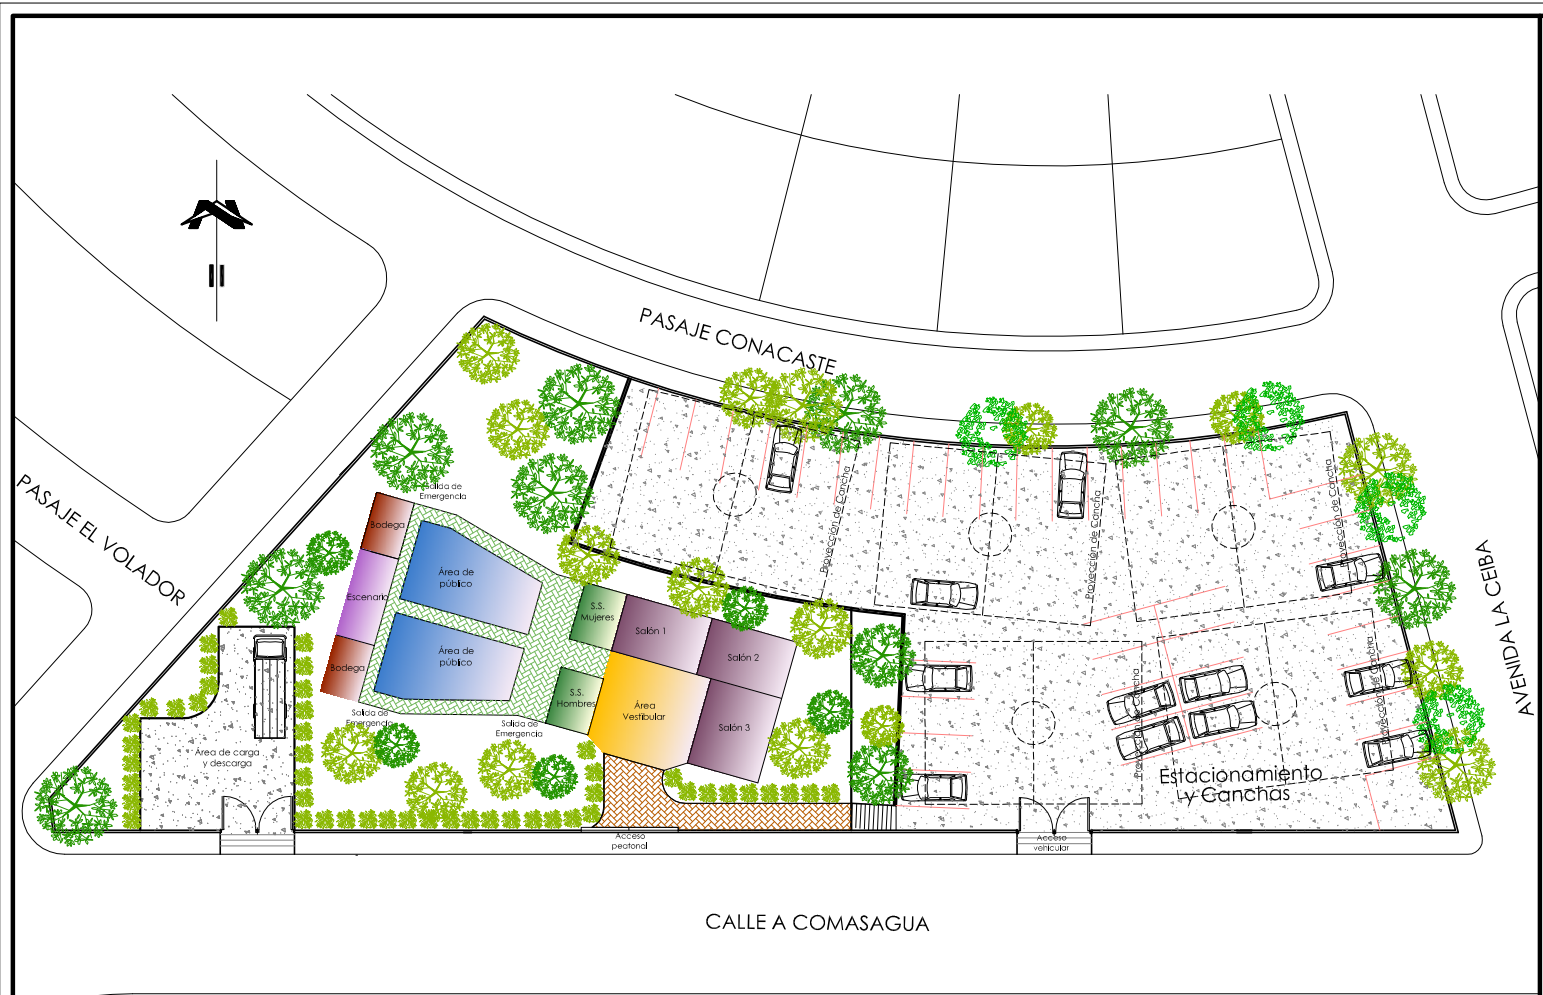 PASAJE CONACASTE
PASAJE EL VOLADOR
AVENIDA LA CEIBA
CALLE A COMASAGUA
Salida de
Emergencia
Bodega
Escenario
Bodega
Área de
público
Área de
público
S.S.
Mujeres
S.S.
Hombres
Salón 1
Salón 2
Salón 3
Área
Vestibular
Salida de
Emergencia
Salida de
Emergencia
Área de carga
y descarga
Acceso
peatonal
Acceso
vehicular
Proyección de Cancha
Proyección de Cancha
Proyección de Cancha
Proyección de Cancha
Proyección de Cancha
Estacionamiento
y Canchas